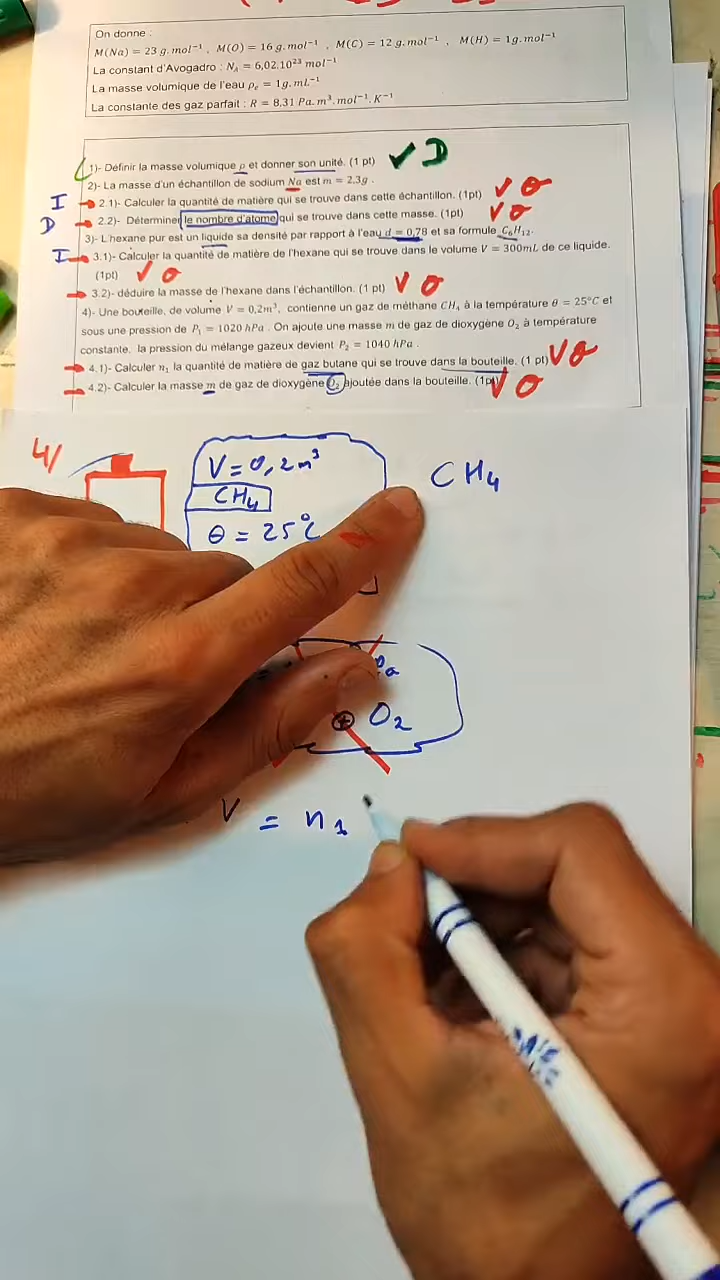 On donne :
M(Na) = 23 g.mol⁻¹ , M(O) = 16 g.mol⁻¹ , M(C) = 12 g.mol⁻¹ , M(H) = 1g.mol⁻¹
La constant d'Avogadro : N_A = 6,02.10²³ mol⁻¹
La masse volumique de l'eau ρ_e = 1g.mL⁻¹
La constante des gaz parfait : R = 8,31 Pa.m³.mol⁻¹.K⁻¹
1)- Définir la masse volumique ρ et donner son unité. (1 pt) ✓ D
2)- La masse d'un échantillon de sodium Na est m = 2,3g .
I → 2.1)- Calculer la quantité de matière qui se trouve dans cette échantillon. (1pt) ✓
D → 2.2)- Déterminer le nombre d'atome qui se trouve dans cette masse. (1pt) ✓
3)- L'hexane pur est un liquide sa densité par rapport à l'eau d = 0,78 et sa formule C₆H₁₂.
I → 3.1)- Calculer la quantité de matière de l'hexane qui se trouve dans le volume V = 300mL de ce liquide.
(1pt) ✓
→ 3.2)- déduire la masse de l'hexane dans l'échantillon. (1 pt) ✓
4)- Une bouteille, de volume V = 0,2m³, contienne un gaz de méthane CH₄ à la température θ = 25°C et
sous une pression de P₁ = 1020 hPa . On ajoute une masse m de gaz de dioxygène O₂ à température
constante, la pression du mélange gazeux devient P₂ = 1040 hPa .
→ 4.1)- Calculer n₁ la quantité de matière de gaz butane qui se trouve dans la bouteille. (1 pt) ✓
→ 4.2)- Calculer la masse m de gaz de dioxygène O₂ ajoutée dans la bouteille. (1pt) ✓
4/
V = 0,2m³
CH₄
θ = 25°C
CH₄
⊕ O₂
V = n₁